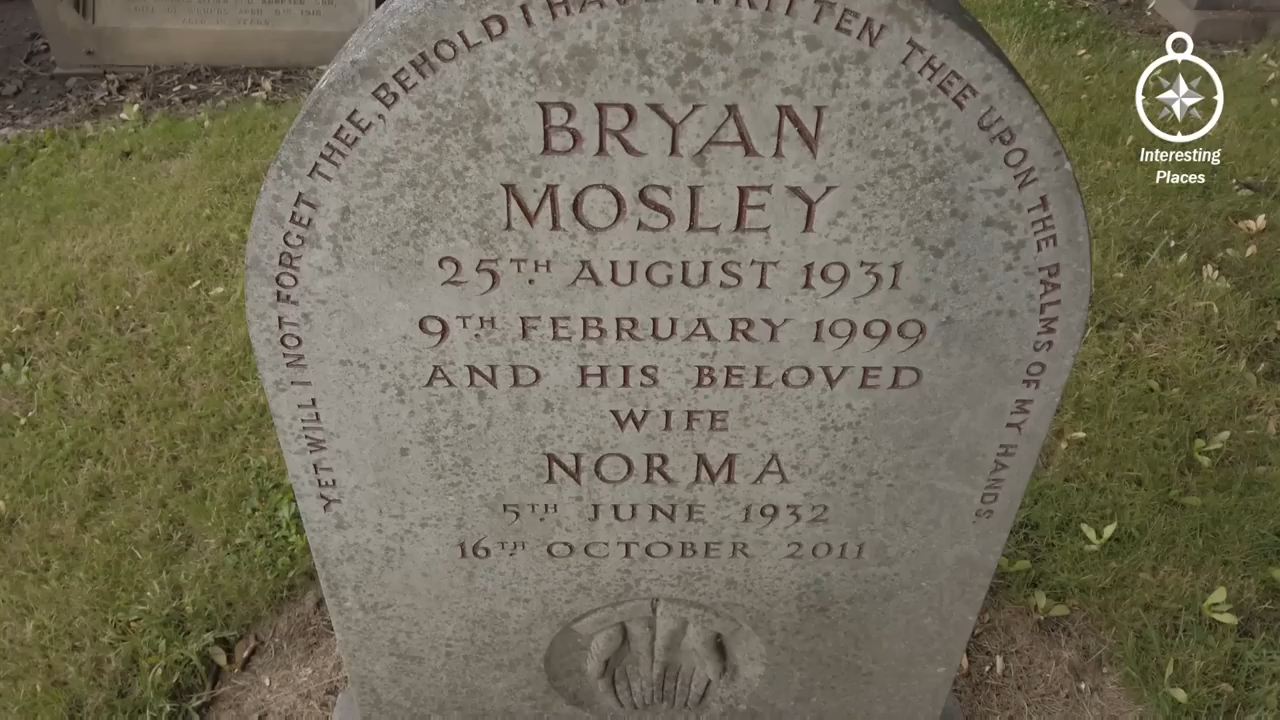 YET WILL I NOT FORGET THEE, BEHOLD I HAVE WRITTEN THEE UPON THE PALMS OF MY HANDS.
BRYAN
MOSLEY
25TH AUGUST 1931
9TH FEBRUARY 1999
AND HIS BELOVED
WIFE
NORMA
5TH JUNE 1932
16TH OCTOBER 2011
Interesting
Places